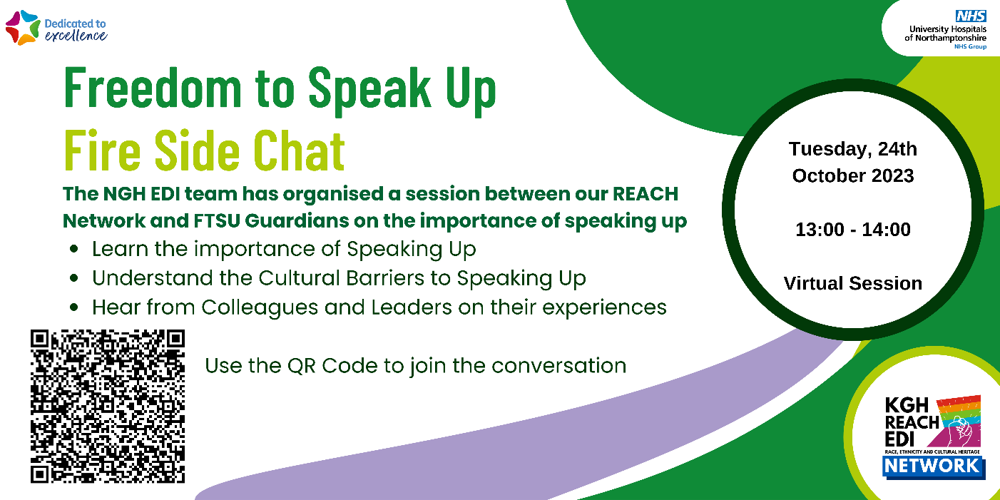 Dedicated to
excellence
NHS
University Hospitals
of Northamptonshire
NHS Group
Freedom to Speak Up
Fire Side Chat
The NGH EDI team has organised a session between our REACH
Network and FTSU Guardians on the importance of speaking up
• Learn the importance of Speaking Up
• Understand the Cultural Barriers to Speaking Up
• Hear from Colleagues and Leaders on their experiences
Use the QR Code to join the conversation
Tuesday, 24th
October 2023
13:00 - 14:00
Virtual Session
KGH
REACH
EDI
RACE, ETHNICITY AND CULTURAL HERITAGE
NETWORK